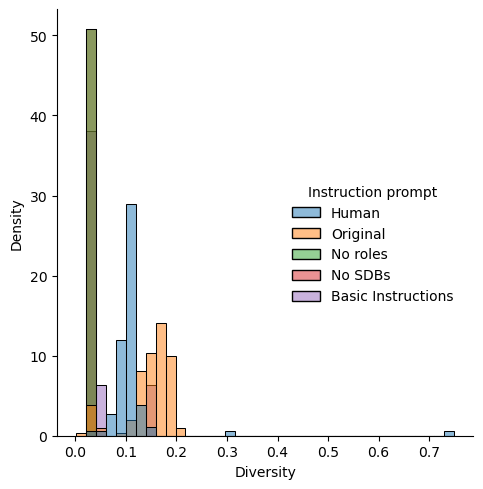 50
40
30
20
10
0
Density
0.0 0.1 0.2 0.3 0.4 0.5 0.6 0.7
Diversity
Instruction prompt
Human
Original
No roles
No SDBs
Basic Instructions